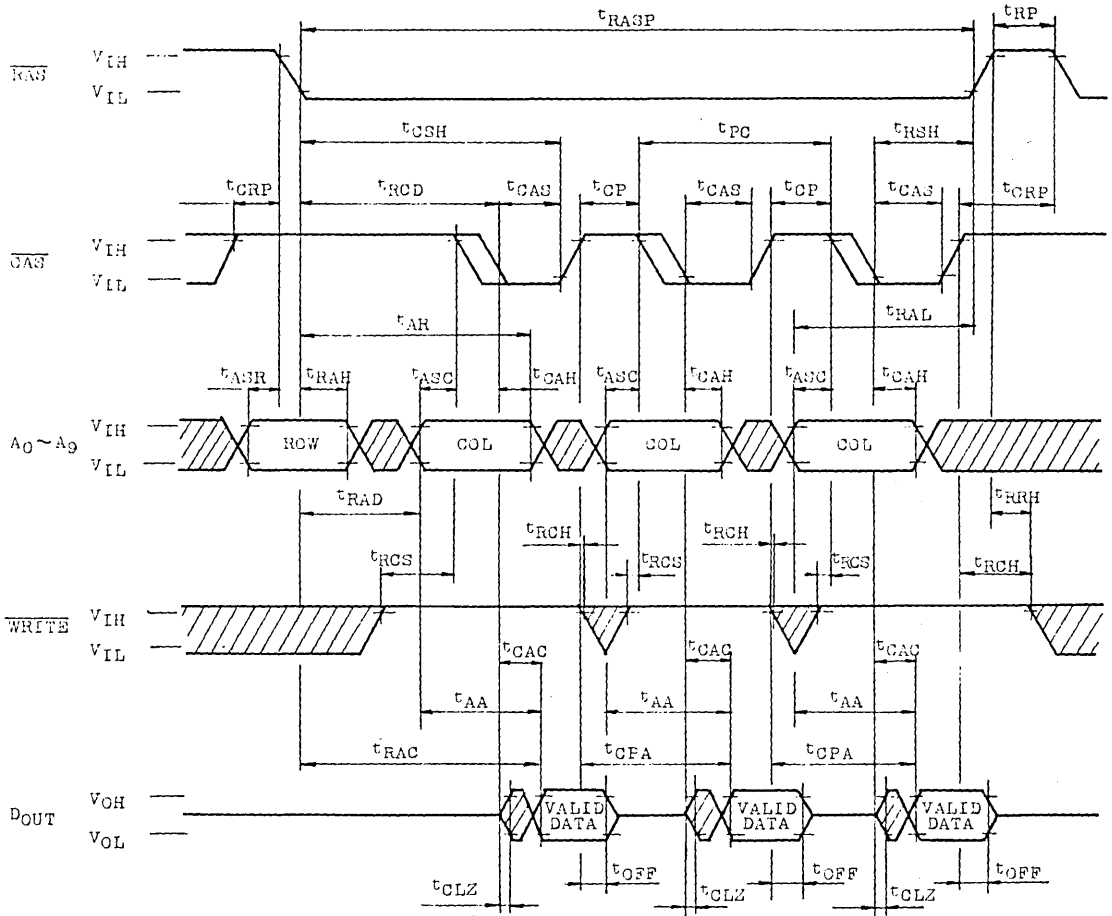 tRASP tRP
RAS VIH
VIL
tCSH tPC tRSH
tCRP tRCD tCAS tCP tCAS tCP tCAS tCRP
CAS VIH
VIL
tAR tRAL
tASR tRAH tASC tCAH tASC tCAH tASC tCAH
A0~A9 VIH
VIL
ROW COL COL COL
tRAD tRRH
tRCH tRCH
tRCS tRCS tRCS tRCH
WRITE VIH
VIL
tCAC tCAC tCAC
tAA tAA tAA
tRAC tCPA tCPA
DOUT VOH
VOL
VALID DATA VALID DATA VALID DATA
tOFF tOFF tOFF
tCLZ tCLZ tCLZ